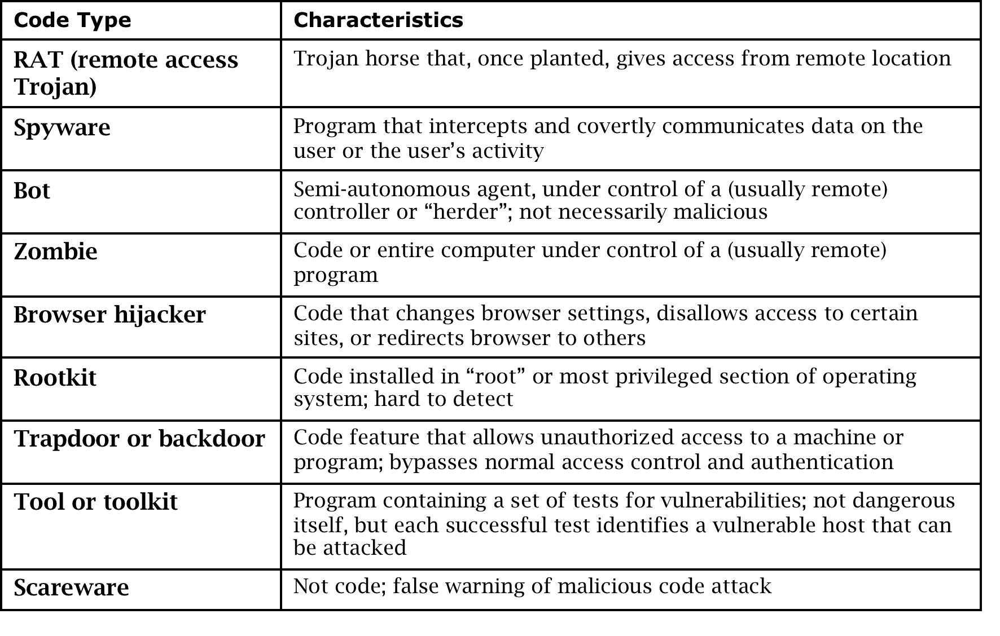 Code Type
Characteristics
RAT (remote access
Trojan)
Trojan horse that, once planted, gives access from remote location
Spyware
Program that intercepts and covertly communicates data on the
user or the user’s activity
Bot
Semi-autonomous agent, under control of a (usually remote)
controller or “herder”; not necessarily malicious
Zombie
Code or entire computer under control of a (usually remote)
program
Browser hijacker
Code that changes browser settings, disallows access to certain
sites, or redirects browser to others
Rootkit
Code installed in “root” or most privileged section of operating
system; hard to detect
Trapdoor or backdoor
Code feature that allows unauthorized access to a machine or
program; bypasses normal access control and authentication
Tool or toolkit
Program containing a set of tests for vulnerabilities; not dangerous
itself, but each successful test identifies a vulnerable host that can
be attacked
Scareware
Not code; false warning of malicious code attack